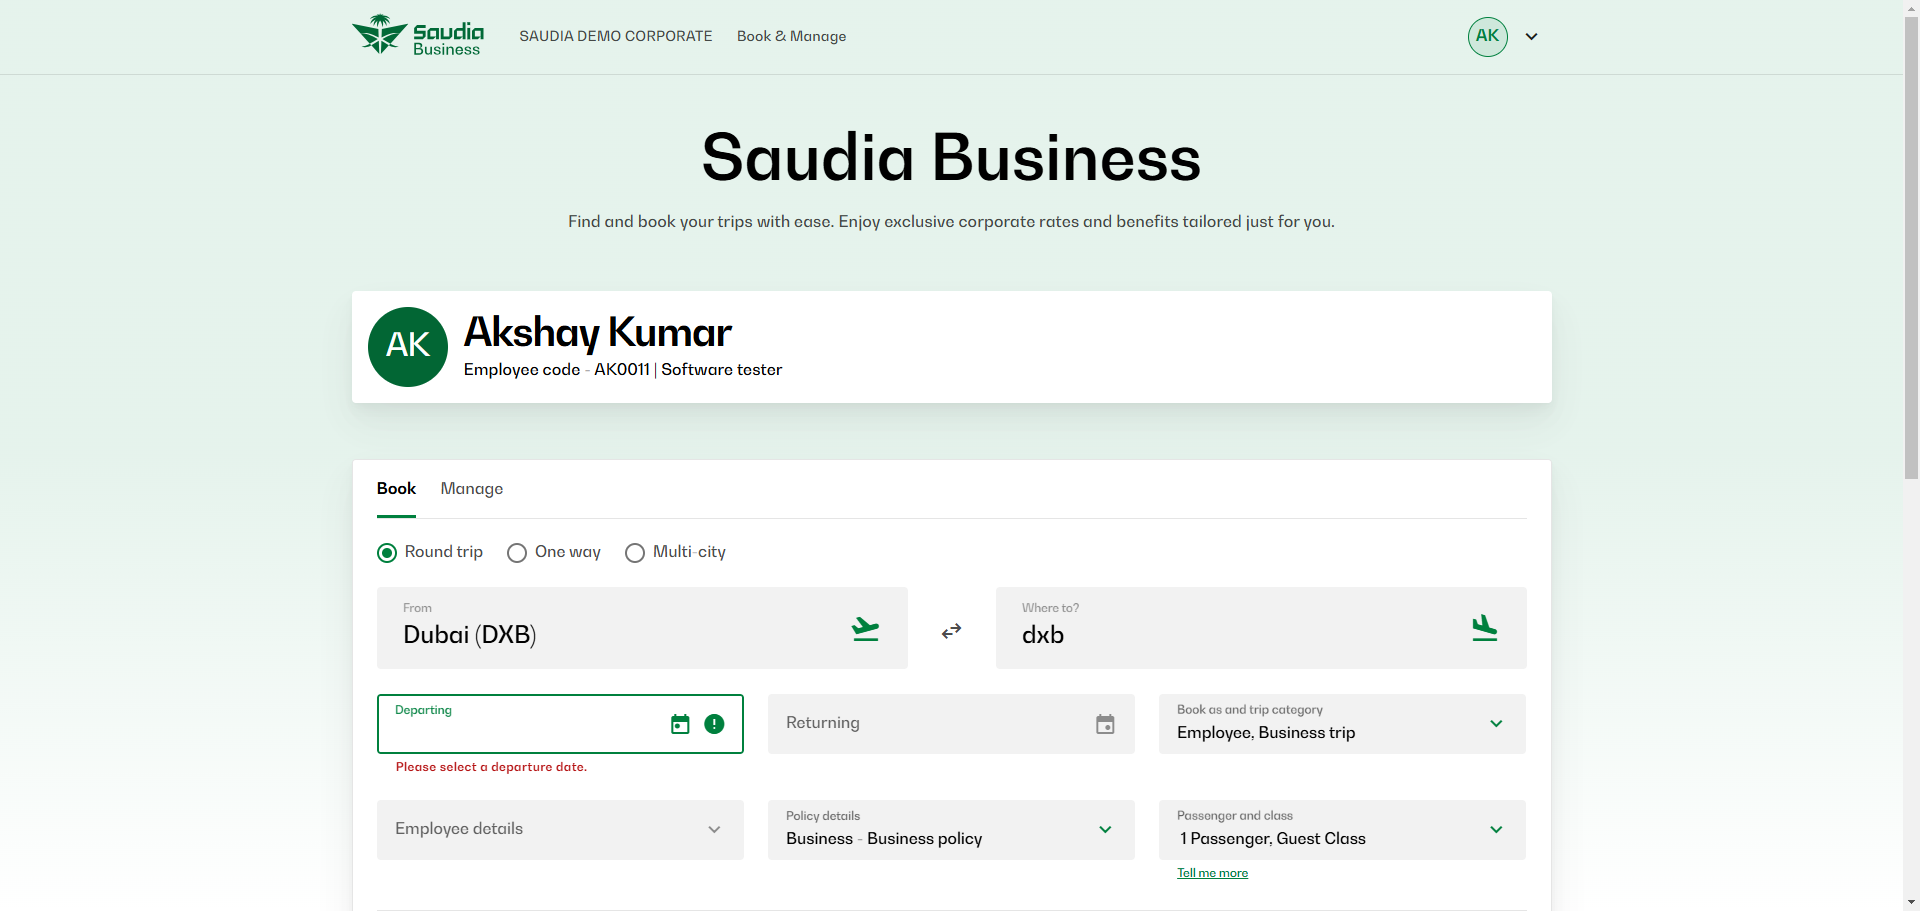 Saudia
Business
SAUDIA DEMO CORPORATE
Book & Manage
AK
Saudia Business
Find and book your trips with ease. Enjoy exclusive corporate rates and benefits tailored just for you.
AK
Akshay Kumar
Employee code - AK0011 | Software tester
Book
Manage
Round trip
One way
Multi-city
From
Dubai (DXB)
Where to?
dxb
Departing
Please select a departure date.
Returning
Book as and trip category
Employee, Business trip
Employee details
Policy details
Business - Business policy
Passenger and class
1 Passenger, Guest Class
Tell me more